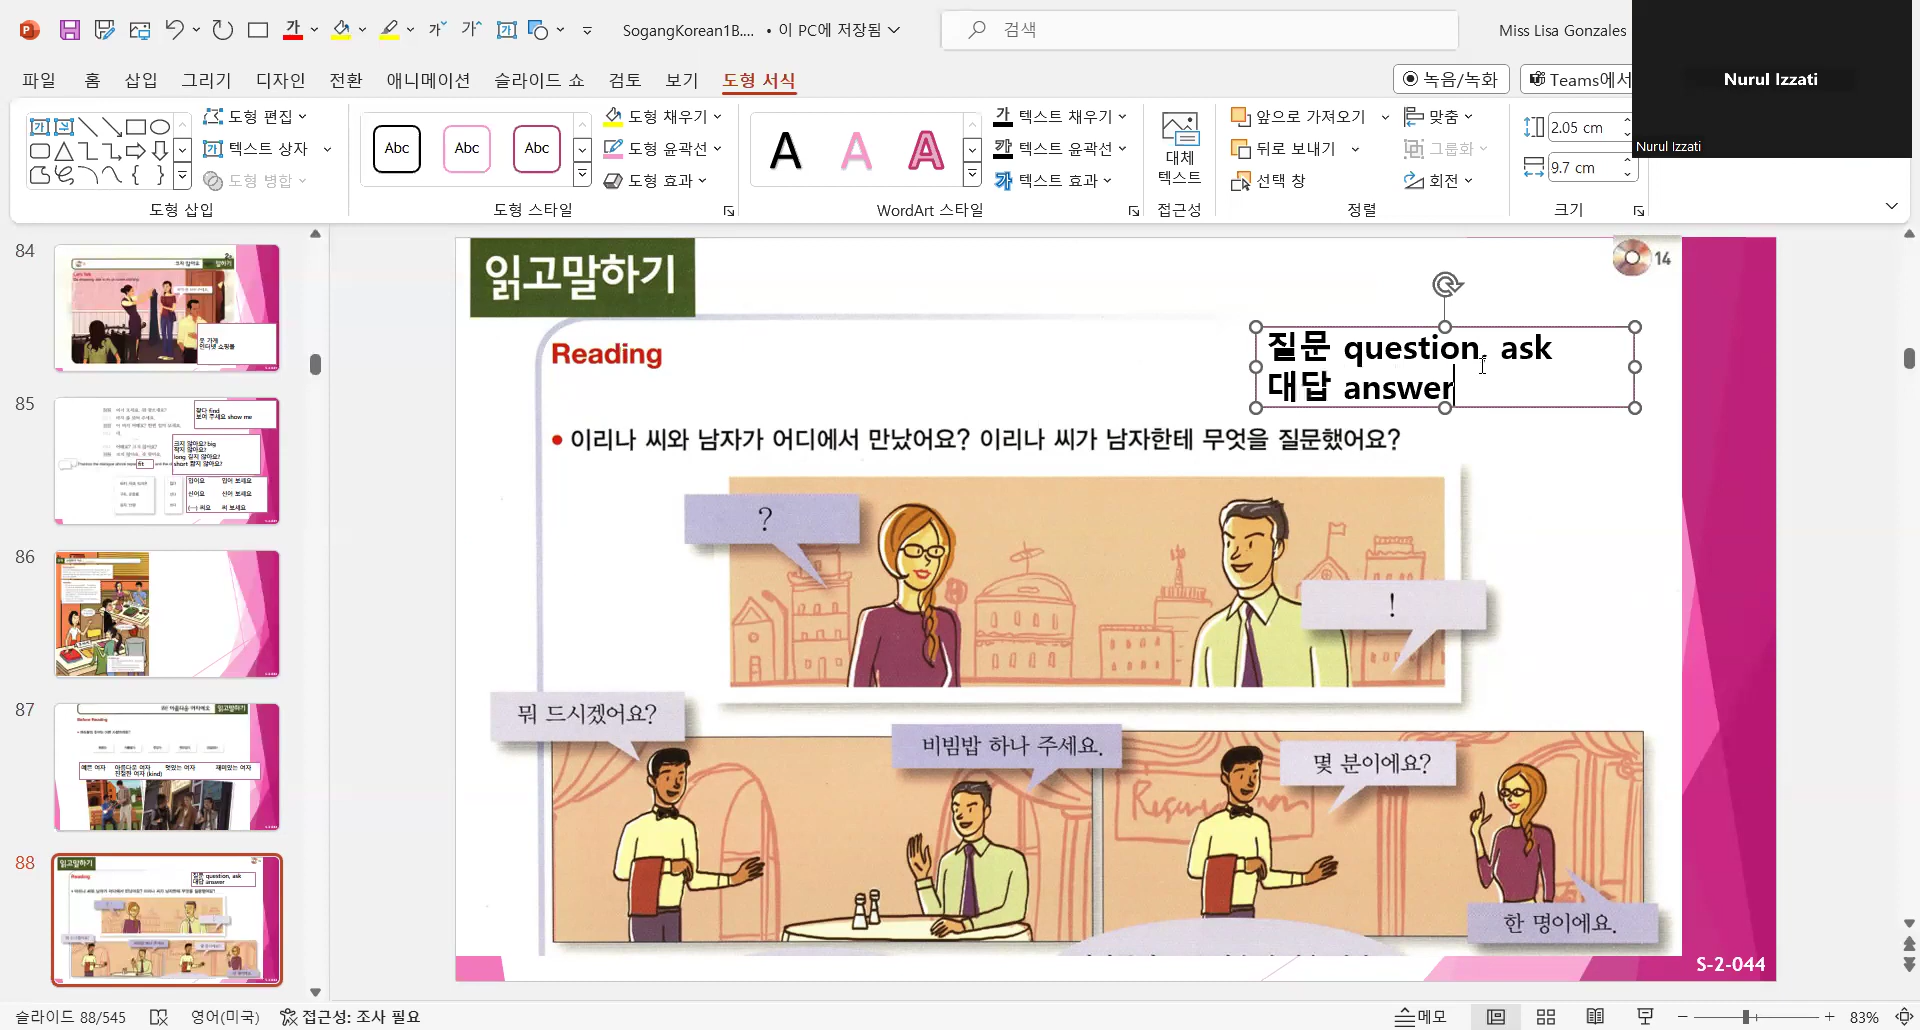 SogangKorean1B.... • 이 PC에 저장됨
검색
Miss Lisa Gonzales
Nurul Izzati
Nurul Izzati
파일 홈 삽입 그리기 디자인 전환 애니메이션 슬라이드 쇼 검토 보기 도형 서식
녹음/녹화
Teams에서
도형 편집
텍스트 상자
도형 병합
도형 삽입
Abc Abc Abc
도형 채우기
도형 윤곽선
도형 효과
도형 스타일
A A A
텍스트 채우기
텍스트 윤곽선
텍스트 효과
WordArt 스타일
대체
텍스트
접근성
앞으로 가져오기
뒤로 보내기
선택 창
맞춤
그룹화
회전
정렬
2.05 cm
9.7 cm
크기
84
85
86
87
88
읽고말하기
14
Reading
질문 question, ask
대답 answer
• 이리나 씨와 남자가 어디에서 만났어요? 이리나 씨가 남자한테 무엇을 질문했어요?
?
!
뭐 드시겠어요?
비빔밥 하나 주세요.
몇 분이에요?
한 명이에요.
Reservation
S-2-044
슬라이드 88/545
영어(미국)
접근성: 조사 필요
메모
83%